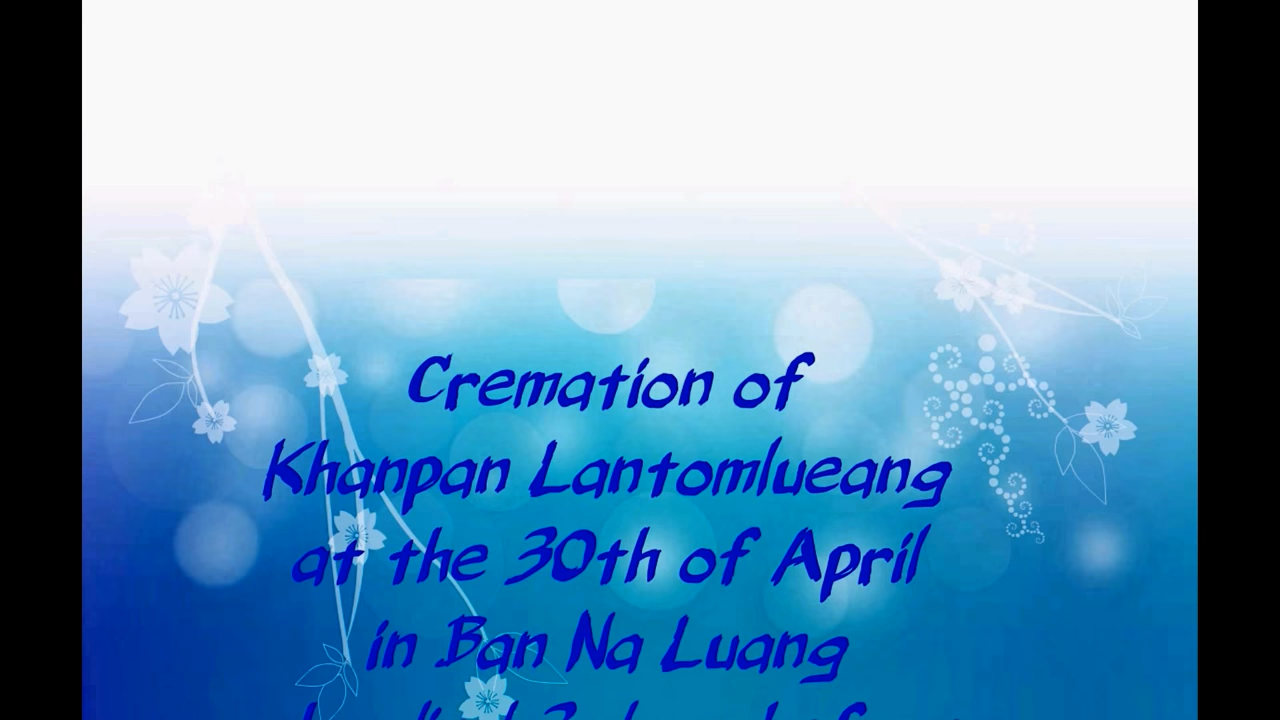 Cremation of
Khanpan Lantomlueang
at the 30th of April
in Ban Na Luang